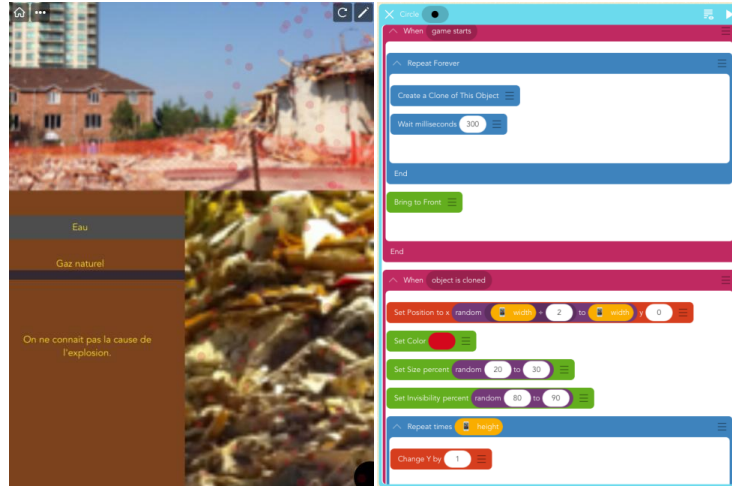 Eau
Gaz naturel
On ne connait pas la cause de
l'explosion.
Circle
When game starts
Repeat Forever
Create a Clone of This Object
Wait milliseconds 300
End
Bring to Front
End
When object is cloned
Set Position to x random width ÷ 2 to width y 0
Set Color
Set Size percent random 20 to 30
Set Invisibility percent random 80 to 90
Repeat times height
Change Y by 1